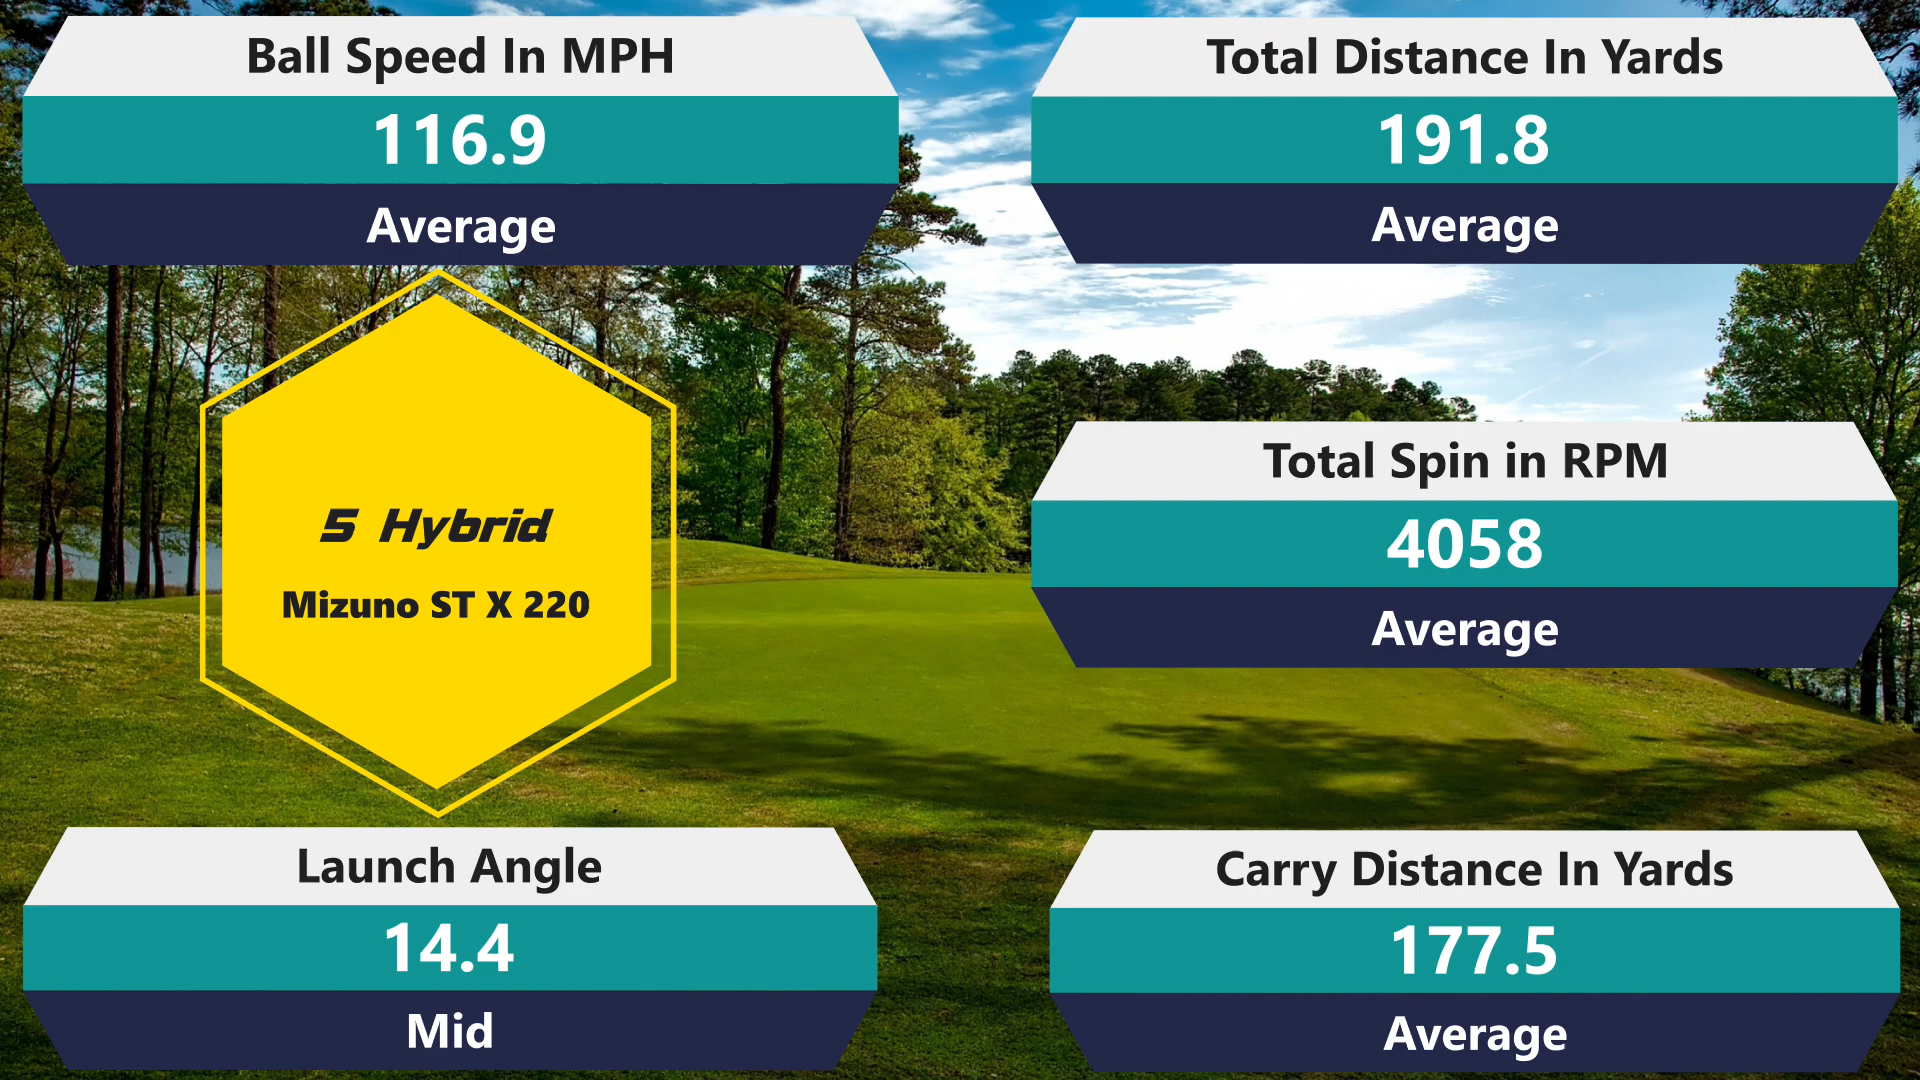 Ball Speed In MPH
116.9
Average
Total Distance In Yards
191.8
Average
5 Hybrid
Mizuno ST X 220
Total Spin in RPM
4058
Average
Launch Angle
14.4
Mid
Carry Distance In Yards
177.5
Average